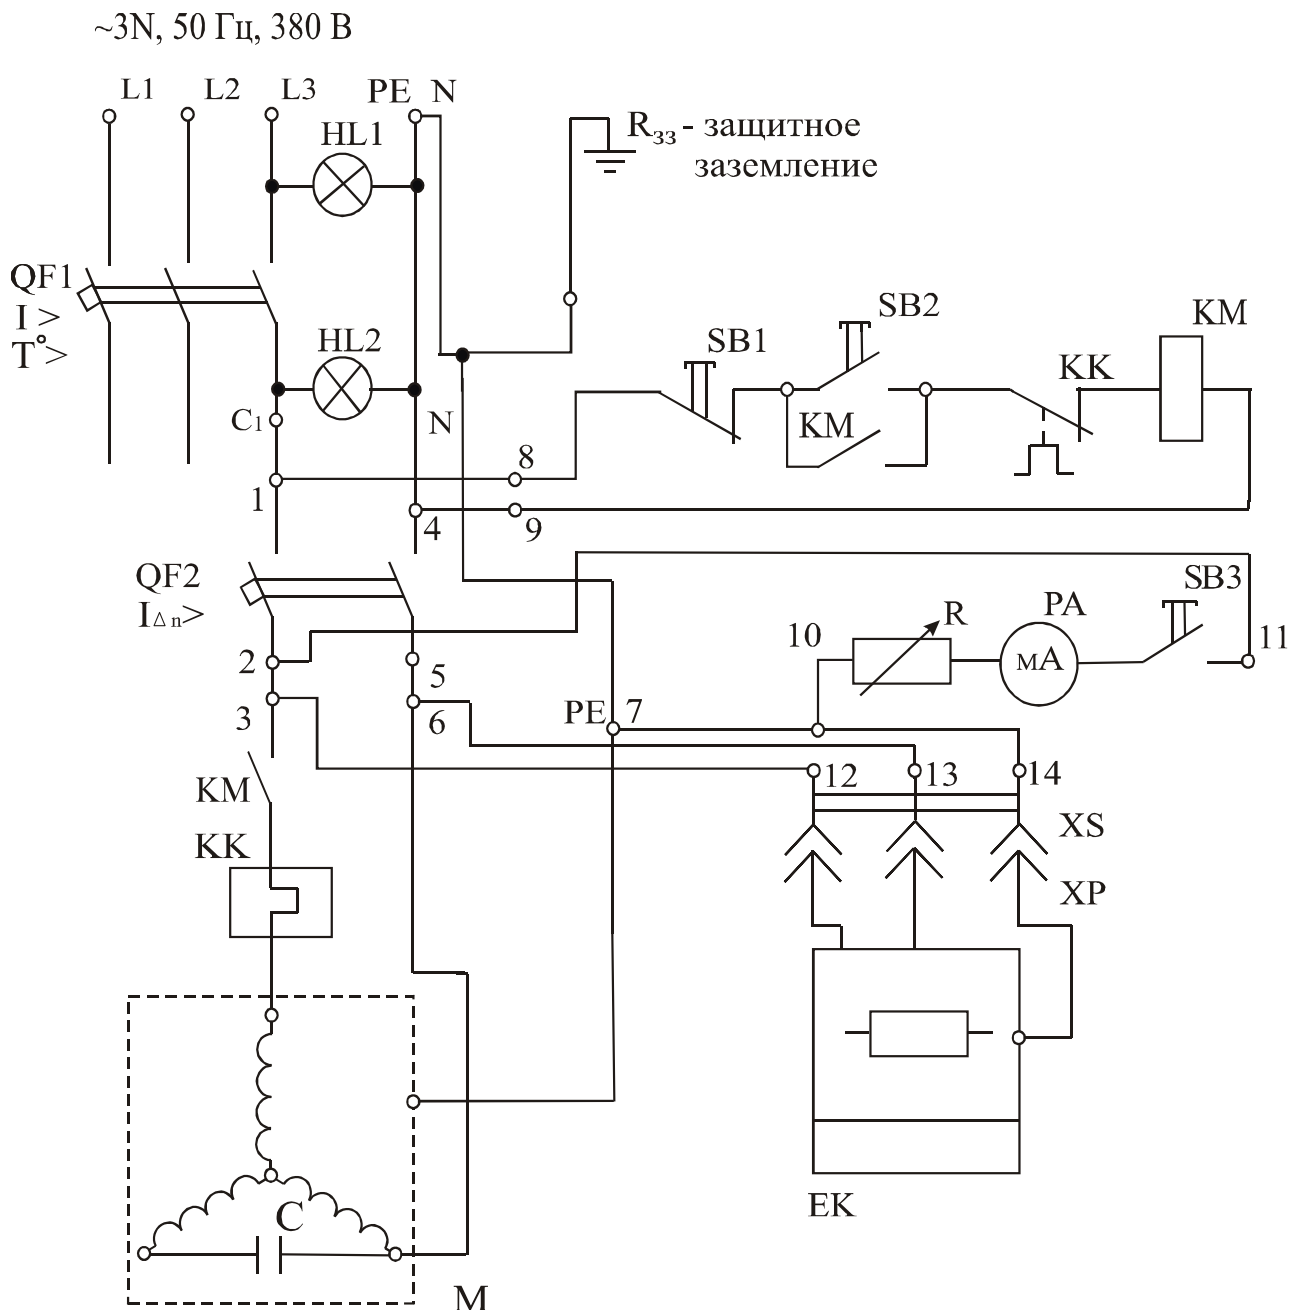 ~3N, 50 Гц, 380 В
L1
L2
L3
PE
N
HL1
Rзз - защитное
заземление
QF1
I >
T°>
HL2
SB1
SB2
KM
KK
C1
N
KM
8
1
4
9
QF2
IΔn>
SB3
2
5
10
R
PA
мА
11
3
6
PE
7
12
13
14
KM
KK
XS
XP
C
EK
M